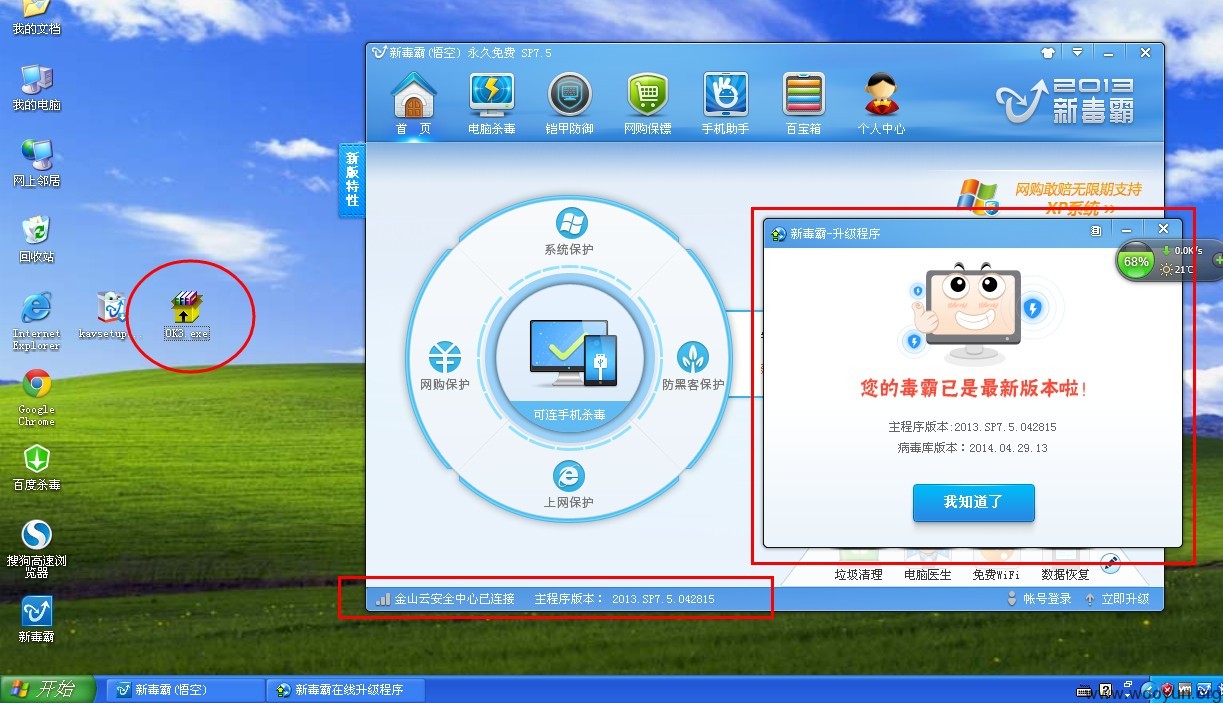 我的文档
我的电脑
网上邻居
回收站
Internet
Explorer
kavsetup...
OK3.exe
Google
Chrome
百度杀毒
搜狗高速浏
览器
新毒霸
新毒霸(悟空) 永久免费 SP7.5
首 页
电脑杀毒
铠甲防御
网购保镖
手机助手
百宝箱
个人中心
2013
新毒霸
新版特性
网购敢赔无限期支持
XP系统 »
系统保护
网购保护
防黑客保护
可连手机杀毒
上网保护
新毒霸-升级程序
68%
0.0K/s
21℃
您的毒霸已是最新版本啦!
主程序版本:2013.SP7.5.042815
病毒库版本:2014.04.29.13
我知道了
垃圾清理
电脑医生
免费WiFi
数据恢复
金山云安全中心已连接
主程序版本: 2013.SP7.5.042815
帐号登录
立即升级
开始
新毒霸(悟空)
新毒霸在线升级程序
www.wooyun.org